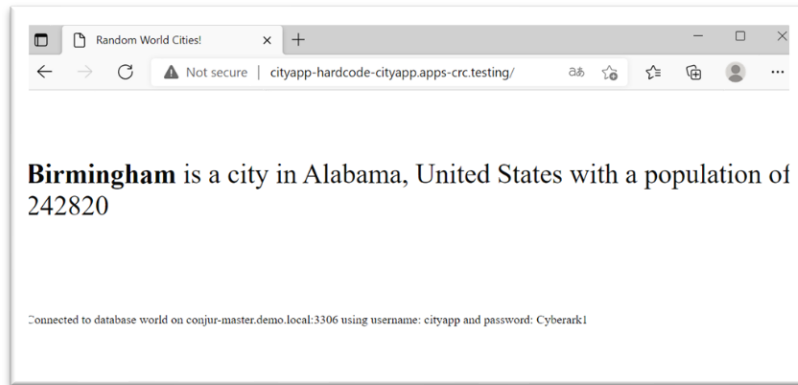 Random World Cities!
Not secure | cityapp-hardcode-cityapp.apps-crc.testing/ aあ
Birmingham is a city in Alabama, United States with a population of
242820
Connected to database world on conjur-master.demo.local:3306 using username: cityapp and password: Cyberark1